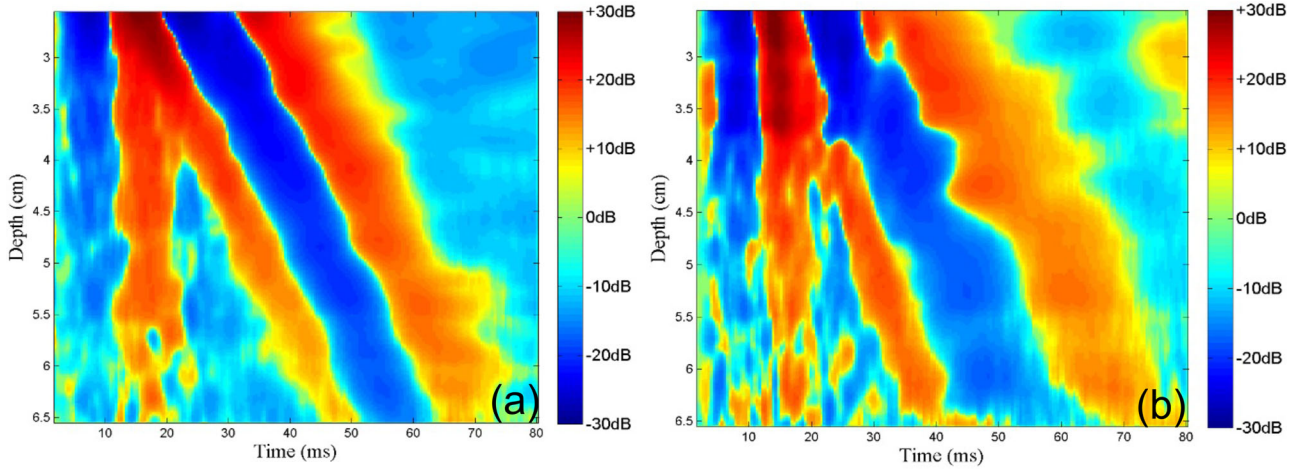 +30dB
+20dB
+10dB
0dB
-10dB
-20dB
-30dB
3
3.5
4
4.5
5
5.5
6
6.5
Depth (cm)
10 20 30 40 50 60 70 80
Time (ms)
(a)
+30dB
+20dB
+10dB
0dB
-10dB
-20dB
-30dB
3
3.5
4
4.5
5
5.5
6
6.5
Depth (cm)
10 20 30 40 50 60 70 80
Time (ms)
(b)